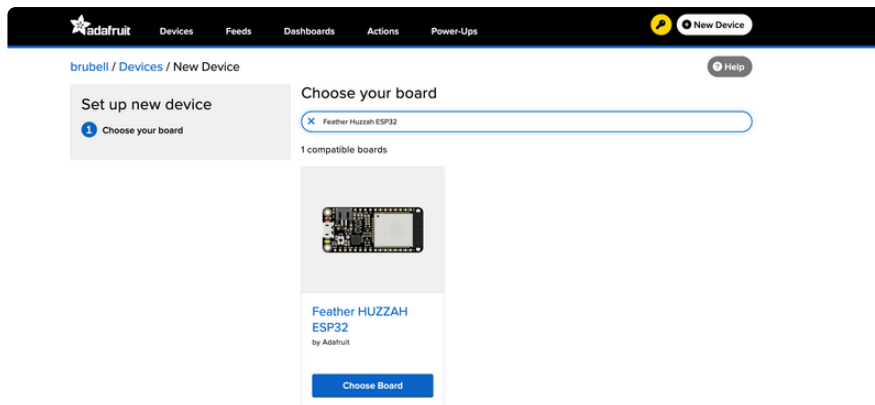 adafruit Devices Feeds Dashboards Actions Power-Ups New Device
brubell / Devices / New Device
Help
Set up new device
1 Choose your board
Choose your board
Feather Huzzah ESP32
1 compatible boards
Feather HUZZAH
ESP32
by Adafruit
Choose Board